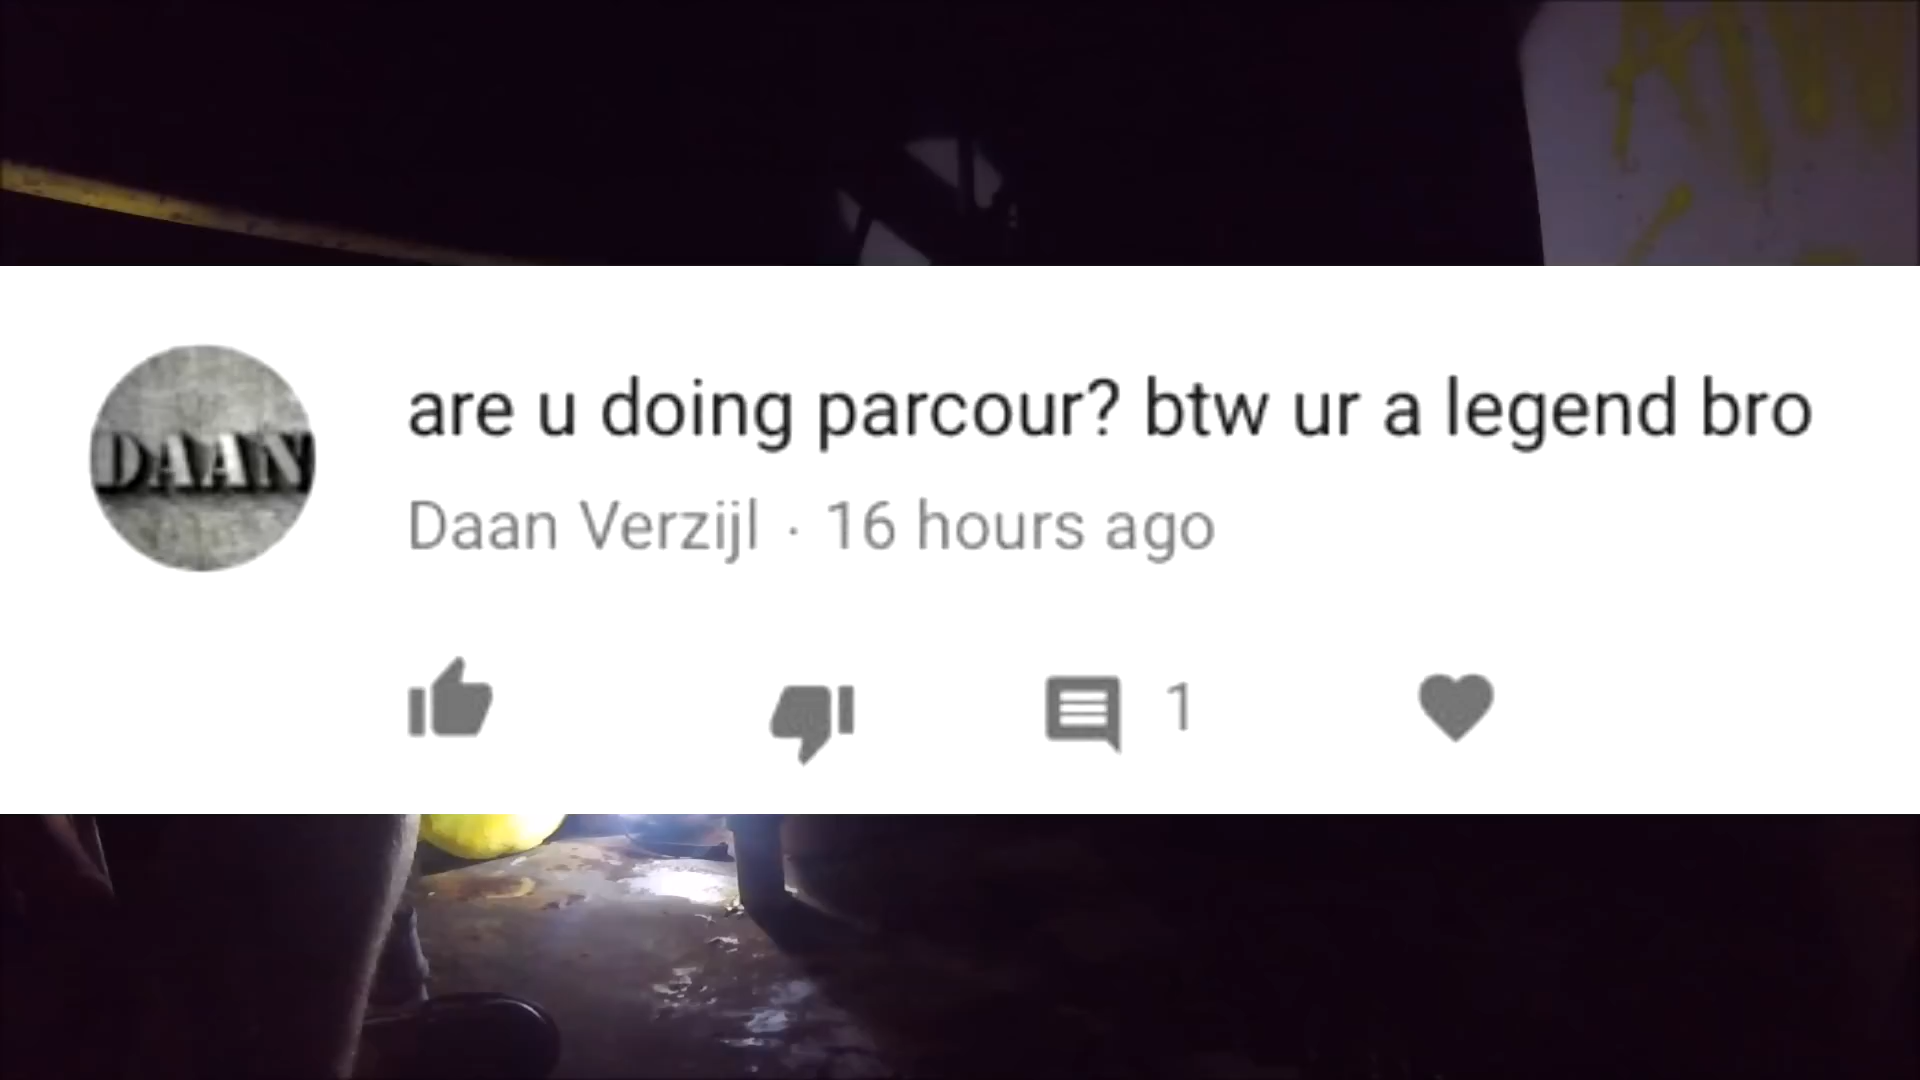 are u doing parcour? btw ur a legend bro
DAAN
Daan Verzijl · 16 hours ago
1